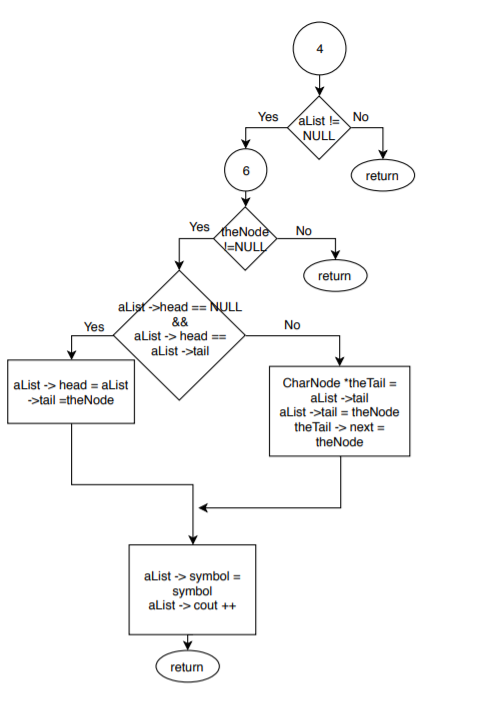 4
Yes
aList !=
NULL
No
6
return
Yes
theNode
!=NULL
No
return
aList ->head == NULL
&&
aList -> head ==
aList ->tail
Yes
No
aList -> head = aList
->tail =theNode
CharNode *theTail =
aList ->tail
aList ->tail = theNode
theTail -> next =
theNode
aList -> symbol =
symbol
aList -> cout ++
return